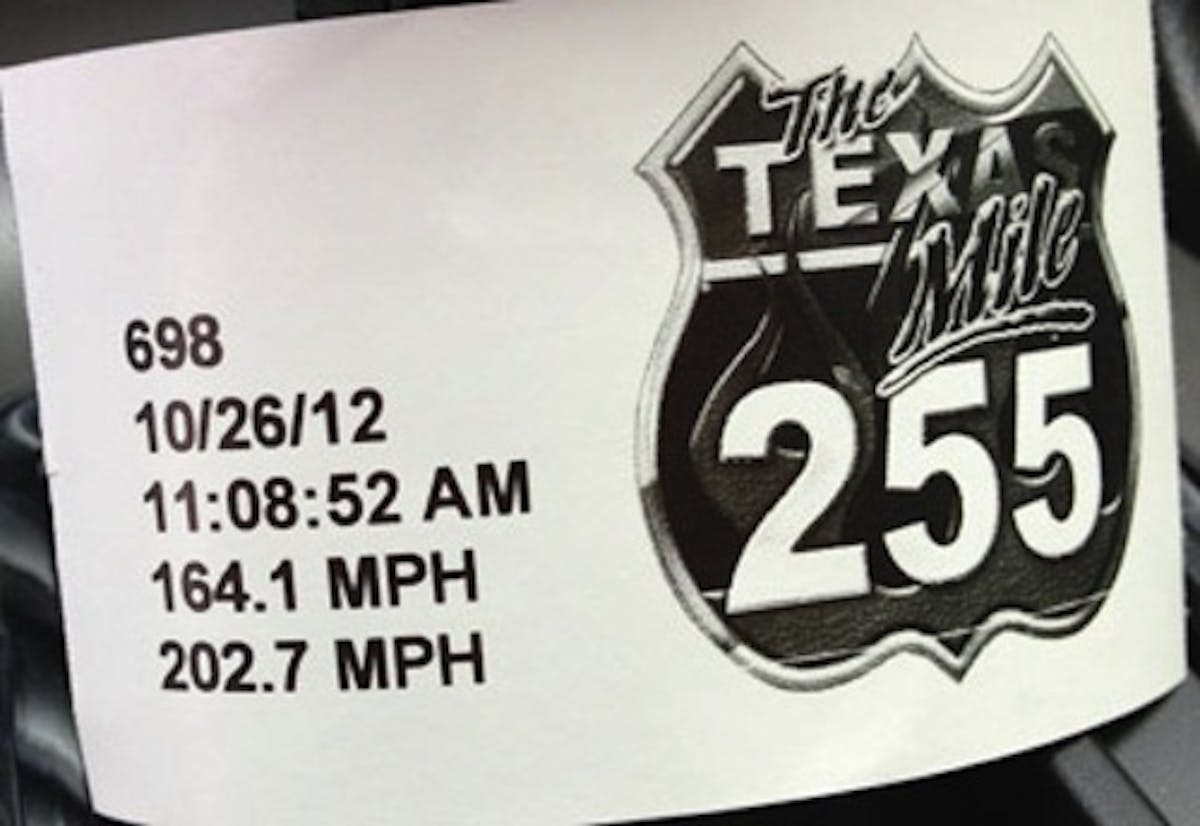 The
TEXAS
Mile
255
698
10/26/12
11:08:52 AM
164.1 MPH
202.7 MPH